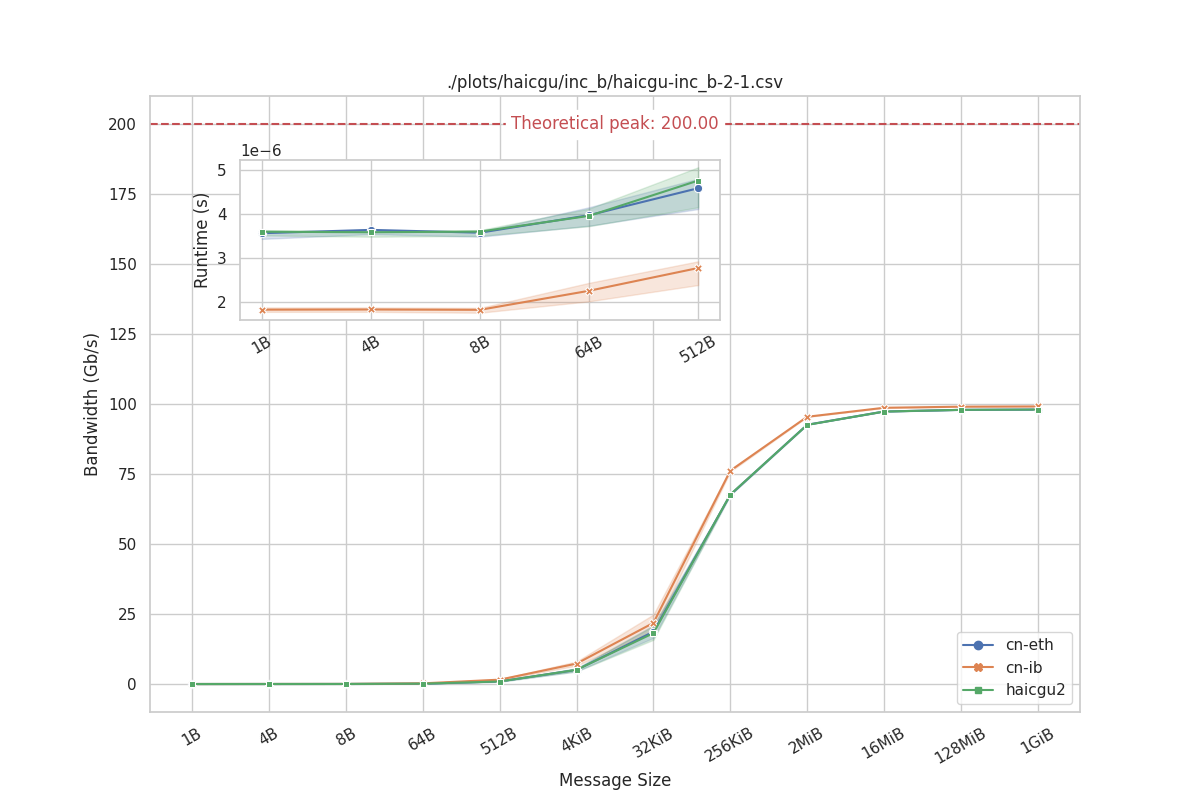 ./plots/haicgu/inc_b/haicgu-inc_b-2-1.csv
200
Theoretical peak: 200.00
1e−6
5
4
3
2
Runtime (s)
1B
4B
8B
64B
512B
175
150
125
100
75
50
25
0
Bandwidth (Gb/s)
cn-eth
cn-ib
haicgu2
1B
4B
8B
64B
512B
4KiB
32KiB
256KiB
2MiB
16MiB
128MiB
1GiB
Message Size